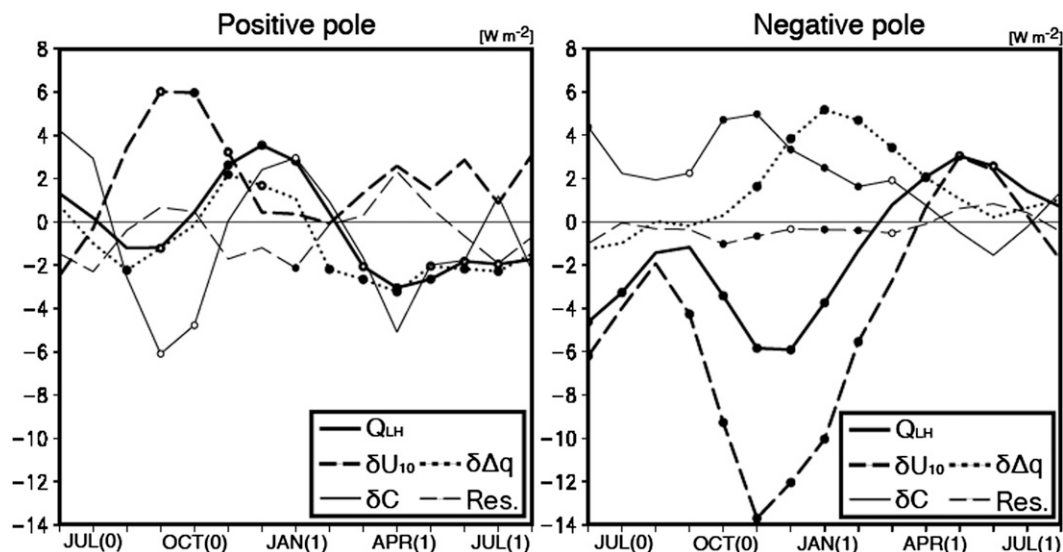 Positive pole
[W m-2]
8
6
4
2
0
-2
-4
-6
-8
-10
-12
-14
QLH
δU10 δΔq
δC Res.
JUL(0) OCT(0) JAN(1) APR(1) JUL(1)
Negative pole
[W m-2]
8
6
4
2
0
-2
-4
-6
-8
-10
-12
-14
QLH
δU10 δΔq
δC Res.
OCT(0) JAN(1) APR(1) JUL(1)